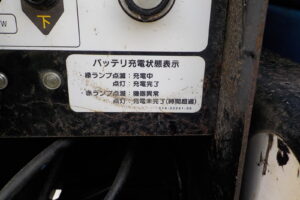 下
バッテリ充電状態表示
緑ランプ点滅：充電中
点灯：充電完了
赤ランプ点滅：機器異常
点灯：充電未完了(時間超過)